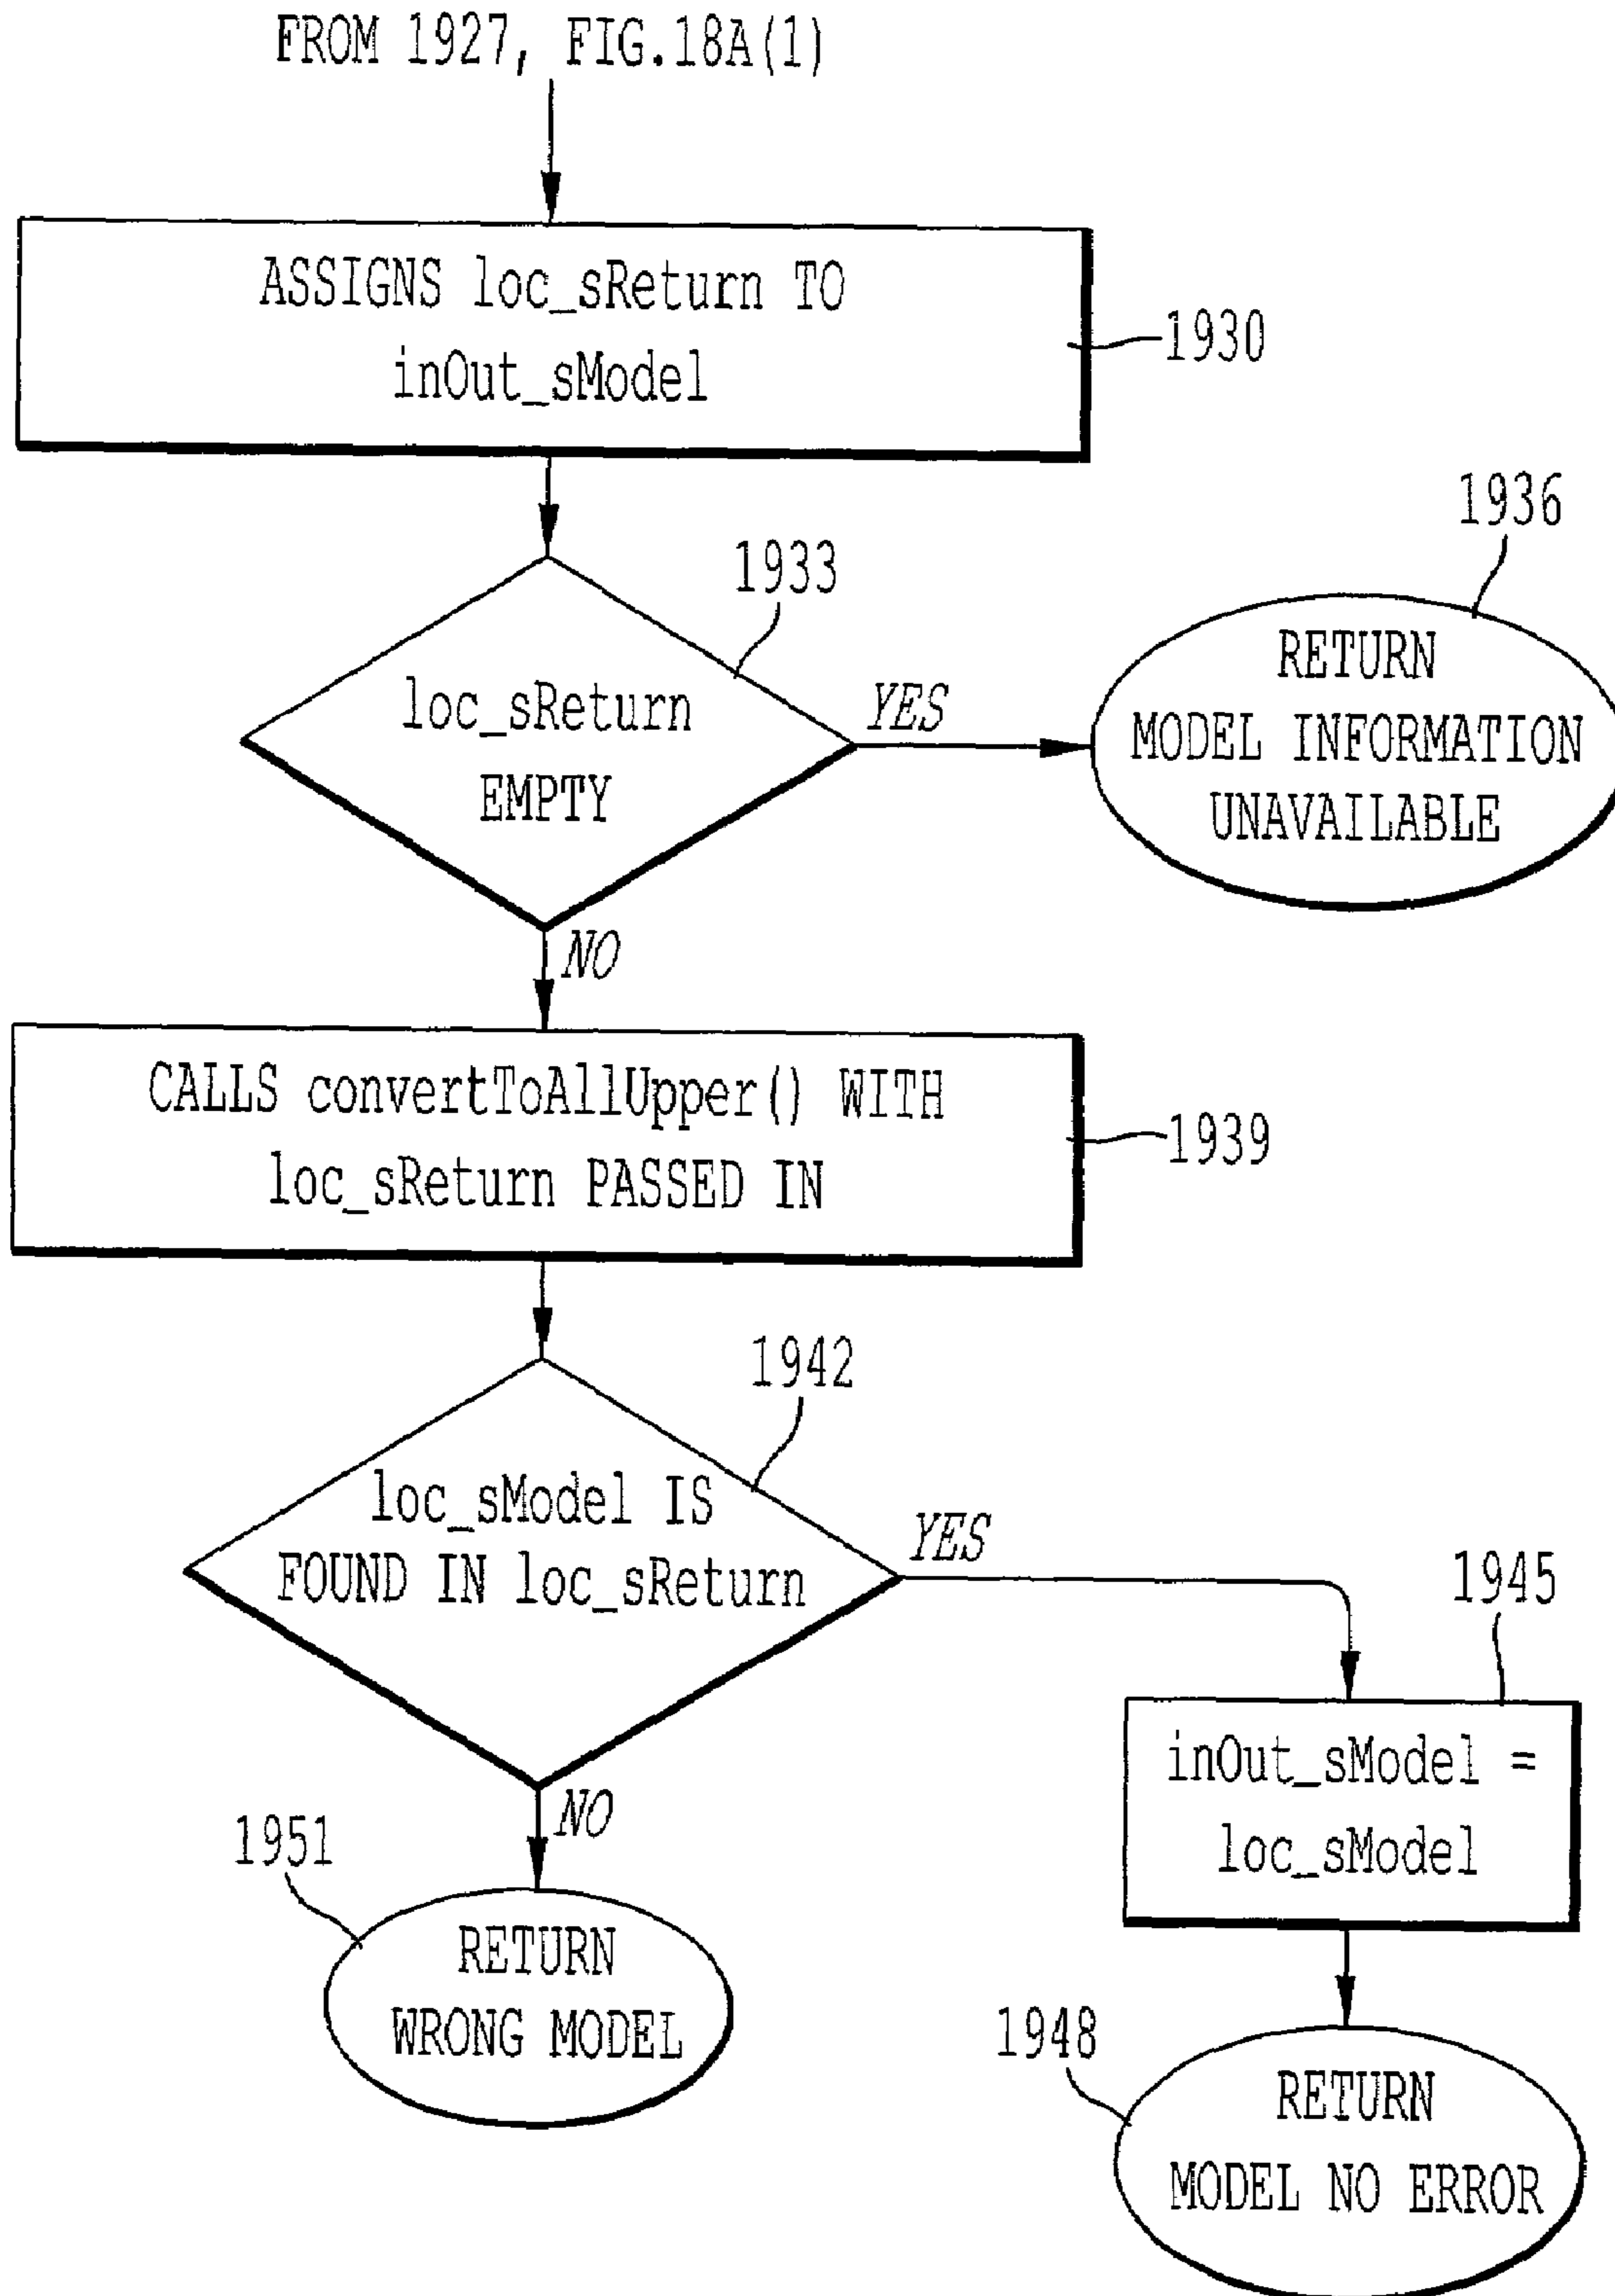 FROM 1927, FIG.18A(1)
ASSIGNS loc_sReturn TO
inOut_sModel
1930
1933
loc_sReturn
EMPTY
YES
1936
RETURN
MODEL INFORMATION
UNAVAILABLE
NO
CALLS convertToAllUpper() WITH
loc_sReturn PASSED IN
1939
1942
loc_sModel IS
FOUND IN loc_sReturn
YES
1945
inOut_sModel =
loc_sModel
NO
1951
RETURN
WRONG MODEL
1948
RETURN
MODEL NO ERROR